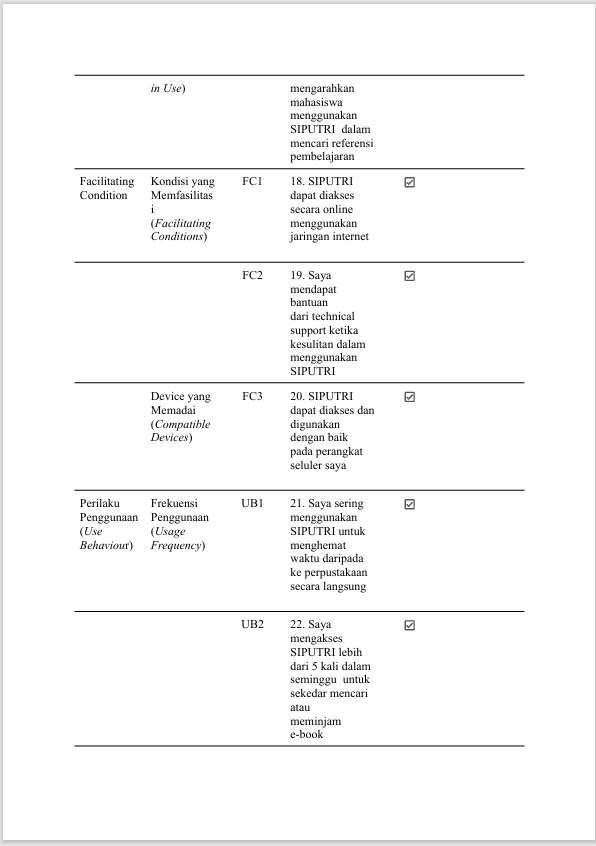 in Use)
mengarahkan
mahasiswa
menggunakan
SIPUTRI  dalam
mencari referensi
pembelajaran
Facilitating
Condition
Kondisi yang
Memfasilitas
i
(Facilitating
Conditions)
FC1
18. SIPUTRI
dapat diakses
secara online
menggunakan
jaringan internet
FC2
19. Saya
mendapat
bantuan
dari technical
support ketika
kesulitan dalam
menggunakan
SIPUTRI
Device yang
Memadai
(Compatible
Devices)
FC3
20. SIPUTRI
dapat diakses dan
digunakan
dengan baik
pada perangkat
seluler saya
Perilaku
Penggunaan
(Use
Behaviour)
Frekuensi
Penggunaan
(Usage
Frequency)
UB1
21. Saya sering
menggunakan
SIPUTRI untuk
menghemat
waktu daripada
ke perpustakaan
secara langsung
UB2
22. Saya
mengakses
SIPUTRI lebih
dari 5 kali dalam
seminggu  untuk
sekedar mencari
atau
meminjam
e-book